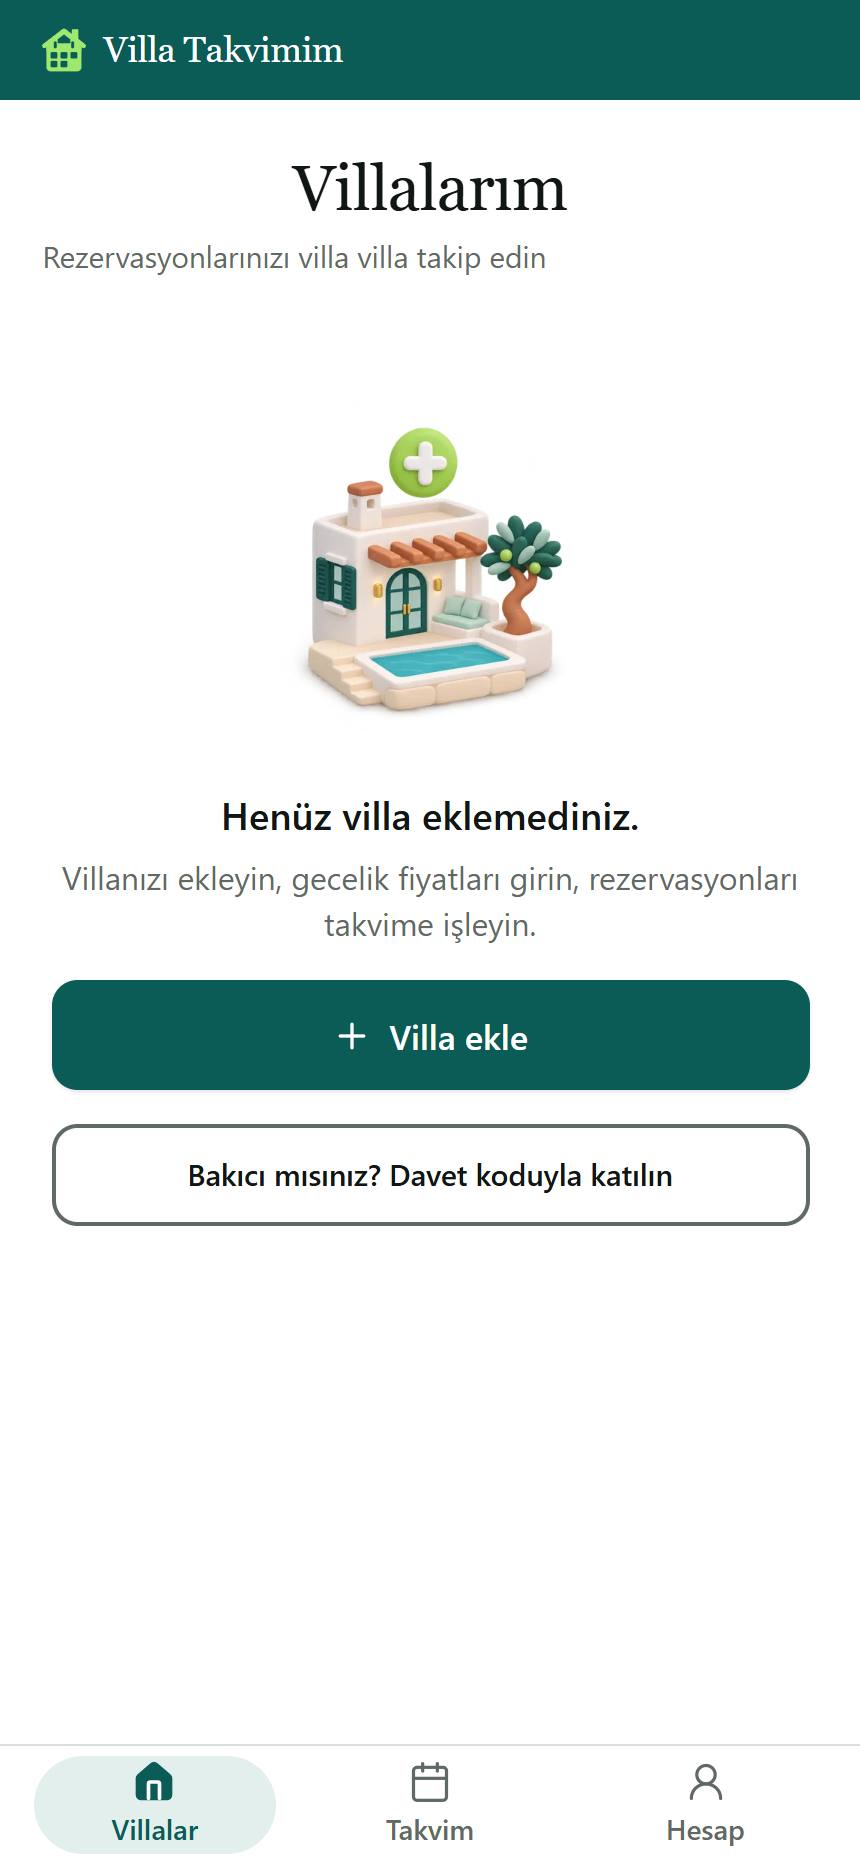 Villa Takvimim
Villalarım
Rezervasyonlarınızı villa villa takip edin
Henüz villa eklemediniz.
Villanızı ekleyin, gecelik fiyatları girin, rezervasyonları
takvime işleyin.
+ Villa ekle
Bakıcı mısınız? Davet koduyla katılın
Villalar
Takvim
Hesap